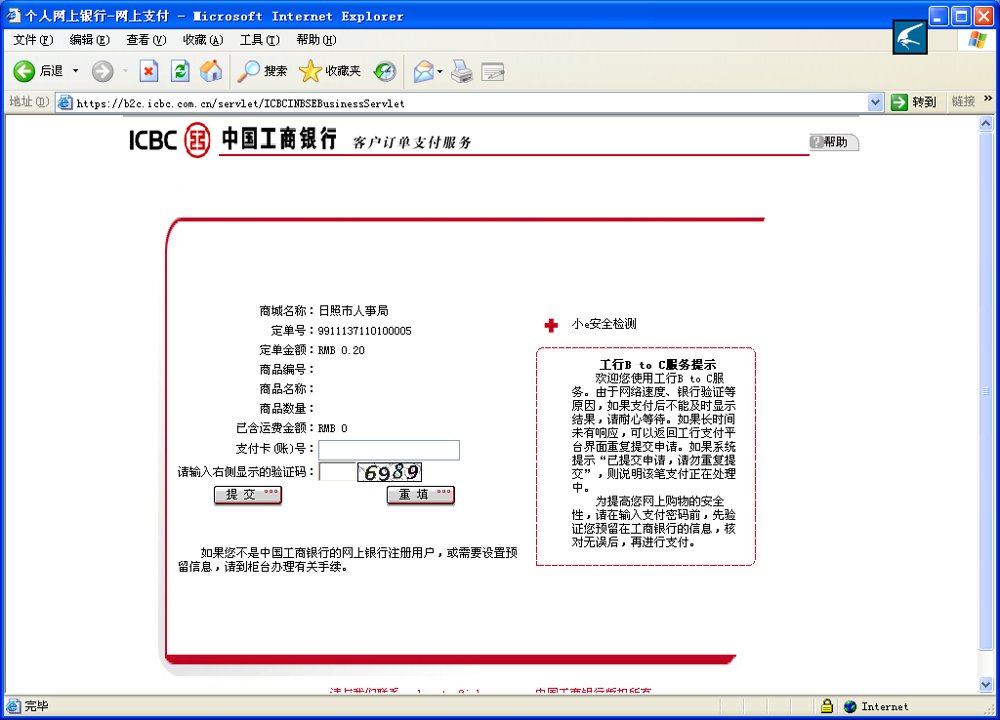 个人网上银行-网上支付 - Microsoft Internet Explorer
文件(F) 编辑(E) 查看(V) 收藏(A) 工具(T) 帮助(H)
后退 搜索 收藏夹
地址(D) https://b2c.icbc.com.cn/servlet/ICBCINBSEBusinessServlet 转到 链接 »
ICBC 中国工商银行 客户订单支付服务 ?帮助
商城名称：日照市人事局
定单号：9911137110100005
定单金额：RMB 0.20
商品编号：
商品名称：
商品数量：
已含运费金额：RMB 0
支付卡(账)号：
请输入右侧显示的验证码： 6989
提 交 重 填
如果您不是中国工商银行的网上银行注册用户，或需要设置预
留信息，请到柜台办理有关手续。
小e安全检测
工行B to C服务提示
欢迎您使用工行B to C服
务。由于网络速度、银行验证等
原因，如果支付后不能及时显示
结果，请耐心等待。如果长时间
未有响应，可以返回工行支付平
台界面重复提交申请。如果系统
提示“已提交申请，请勿重复提
交”，则说明该笔支付正在处理
中。
为提高您网上购物的安全
性，请在输入支付密码前，先验
证您预留在工商银行的信息，核
对无误后，再进行支付。
中国工商银行版权所有
完毕 Internet